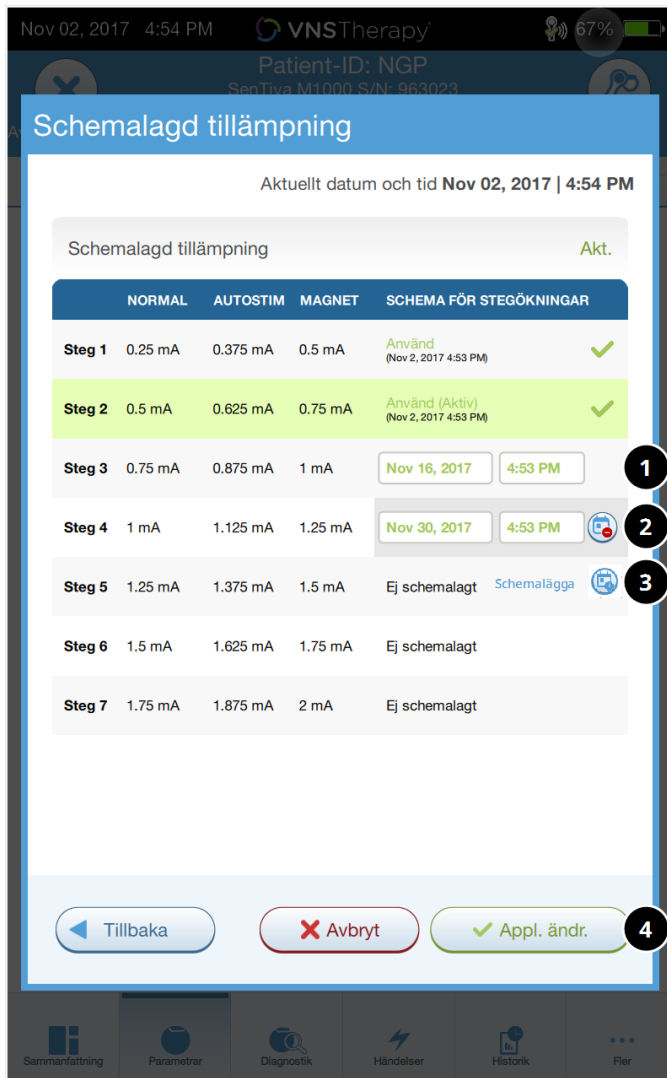 Nov 02, 2017 4:54 PM VNSTherapy 67%
Patient-ID: NGP
SenTiva M1000 S/N: 963023
Schemalagd tillämpning
Aktuellt datum och tid Nov 02, 2017 | 4:54 PM
Schemalagd tillämpning Akt.
NORMAL AUTOSTIM MAGNET SCHEMA FÖR STEGÖKNINGAR
Steg 1 0.25 mA 0.375 mA 0.5 mA Använd
(Nov 2, 2017 4:53 PM)
Steg 2 0.5 mA 0.625 mA 0.75 mA Använd (Aktiv)
(Nov 2, 2017 4:53 PM)
Steg 3 0.75 mA 0.875 mA 1 mA Nov 16, 2017 4:53 PM 1
Steg 4 1 mA 1.125 mA 1.25 mA Nov 30, 2017 4:53 PM 2
Steg 5 1.25 mA 1.375 mA 1.5 mA Ej schemalagt Schemalägga 3
Steg 6 1.5 mA 1.625 mA 1.75 mA Ej schemalagt
Steg 7 1.75 mA 1.875 mA 2 mA Ej schemalagt
Tillbaka Avbryt Appl. ändr. 4
Sammanfattning Parametrar Diagnostik Händelser Historik Fler